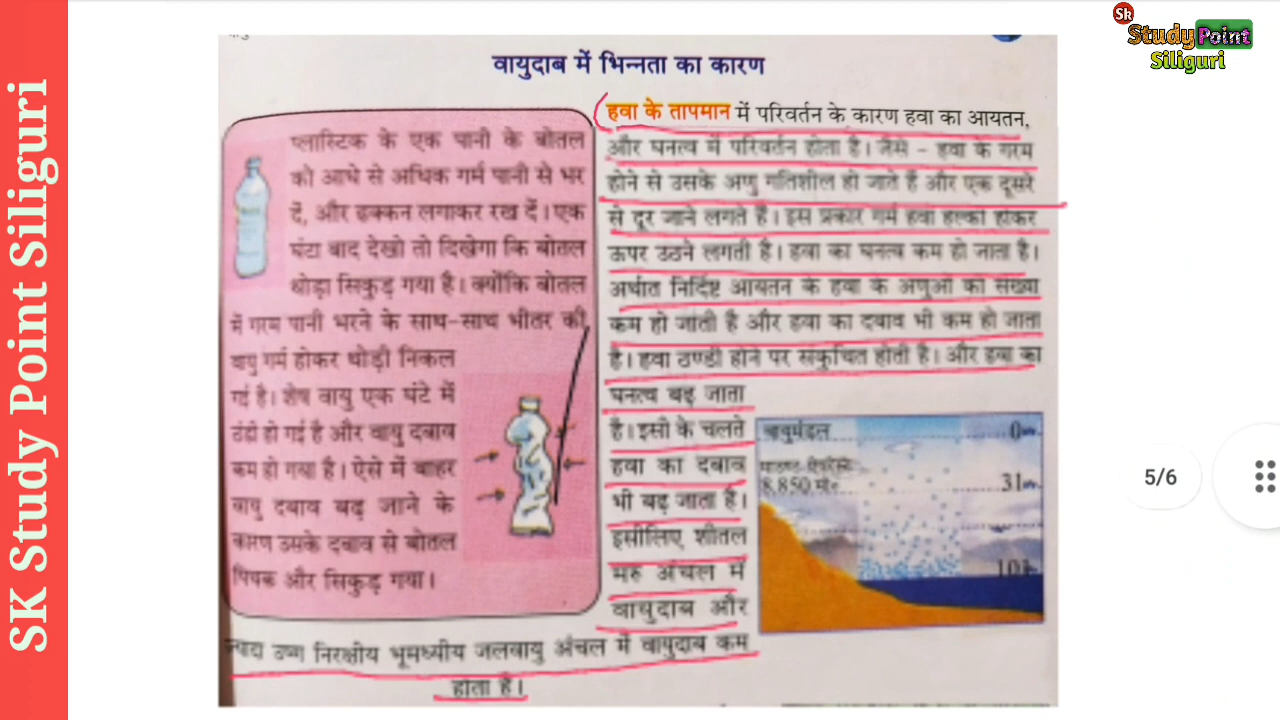 SK Study Point Siliguri
Sk
Study Point
Siliguri
वायुदाब में भिन्नता का कारण
प्लास्टिक के एक पानी के बोतल
को आधे से अधिक गर्म पानी से भर
दें, और ढक्कन लगाकर रख दें। एक
घंटा बाद देखो तो दिखेगा कि बोतल
थोड़ा सिकुड़ गया है। क्योंकि बोतल
में गरम पानी भरने के साथ-साथ भीतर की
वायु गर्म होकर थोड़ी निकल
गई है। शेष वायु एक घंटे में
ठंडी हो गई है और वायु दबाव
कम हो गया है। ऐसे में बाहर
वायु दबाव बढ़ जाने के
कारण उसके दबाव से बोतल
पिचक और सिकुड़ गया।
हवा के तापमान में परिवर्तन के कारण हवा का आयतन,
और घनत्व में परिवर्तन होता है। जैसे - हवा के गरम
होने से उसके अणु गतिशील हो जाते हैं और एक दूसरे
से दूर जाने लगते हैं। इस प्रकार गर्म हवा हल्की होकर
ऊपर उठने लगती है। हवा का घनत्व कम हो जाता है।
अर्थात निर्दिष्ट आयतन के हवा के अणुओं की संख्या
कम हो जाती है और हवा का दबाव भी कम हो जाता
है। हवा ठण्डी होने पर संकुचित होती है। और हवा का
घनत्व बढ़ जाता
है। इसी के चलते
हवा का दबाव
भी बढ़ जाता है।
इसीलिए शीतल
मरु अंचल में
वायुदाब और
ज्यादा उष्ण निरक्षीय भूमध्यीय जलवायु अंचल में वायुदाब कम
होता है।
वायुमंडल
माउण्ट ऐवरेस्ट
8,850 मी०
5/6